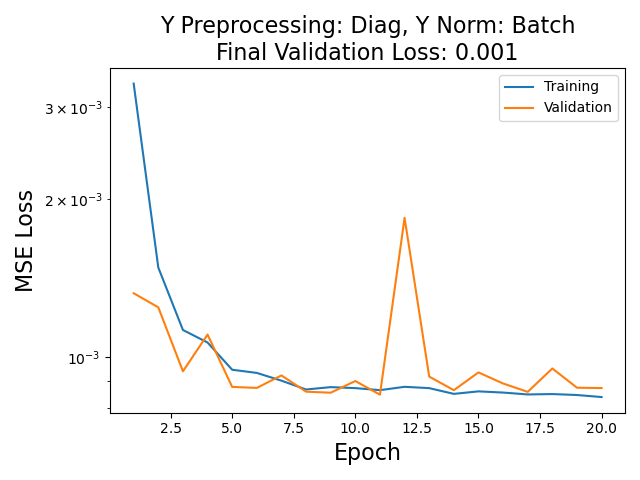 Y Preprocessing: Diag, Y Norm: Batch
Final Validation Loss: 0.001
Training
Validation
MSE Loss
3 × 10⁻³
2 × 10⁻³
10⁻³
2.5 5.0 7.5 10.0 12.5 15.0 17.5 20.0
Epoch